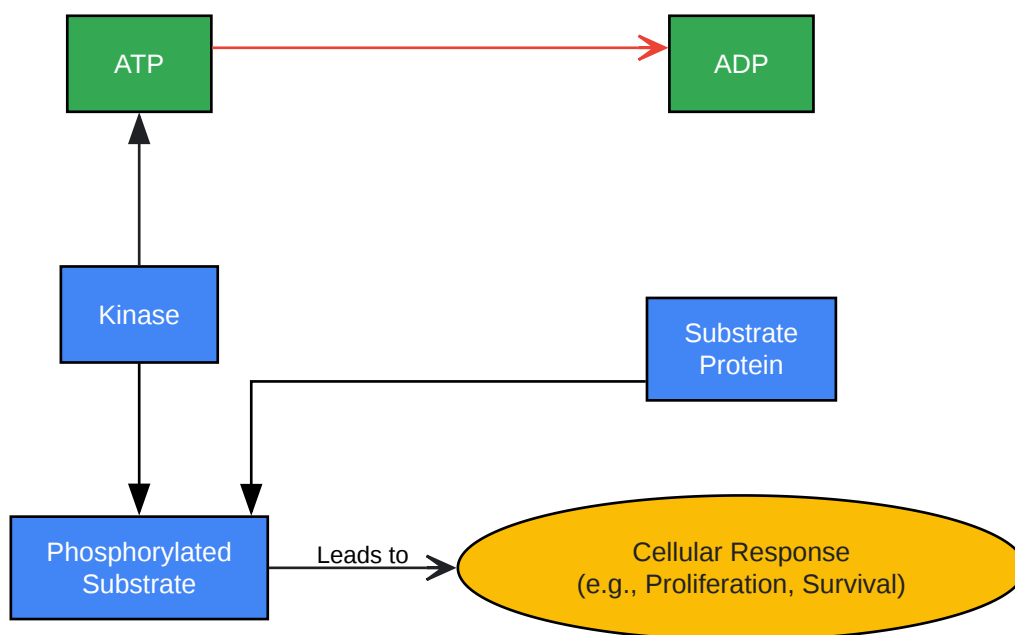 ATP
ADP
Kinase
Substrate
Protein
Phosphorylated
Substrate
Leads to
Cellular Response
(e.g., Proliferation, Survival)